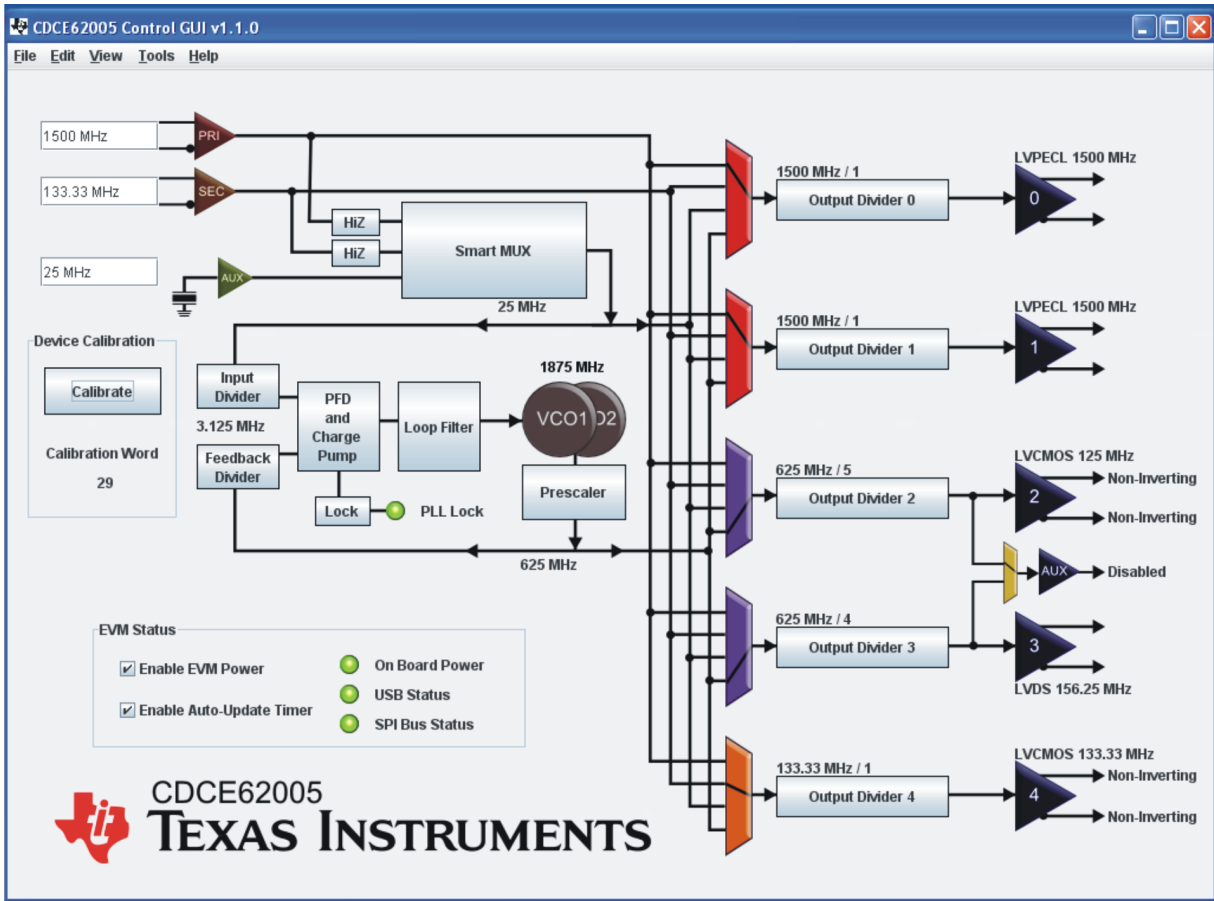 CDCE62005 Control GUI v1.1.0
File Edit View Tools Help
1500 MHz
PRI
133.33 MHz
SEC
25 MHz
AUX
HiZ
HiZ
Smart MUX
25 MHz
Device Calibration
Calibrate
Calibration Word
29
Input
Divider
3.125 MHz
Feedback
Divider
PFD
and
Charge
Pump
Loop Filter
1875 MHz
VCO1
O2
Prescaler
Lock
PLL Lock
625 MHz
1500 MHz / 1
Output Divider 0
LVPECL 1500 MHz
0
1500 MHz / 1
Output Divider 1
LVPECL 1500 MHz
1
625 MHz / 5
Output Divider 2
LVCMOS 125 MHz
2
Non-Inverting
Non-Inverting
AUX
Disabled
625 MHz / 4
Output Divider 3
3
LVDS 156.25 MHz
133.33 MHz / 1
Output Divider 4
LVCMOS 133.33 MHz
4
Non-Inverting
Non-Inverting
EVM Status
Enable EVM Power
On Board Power
USB Status
Enable Auto-Update Timer
SPI Bus Status
CDCE62005
TEXAS INSTRUMENTS